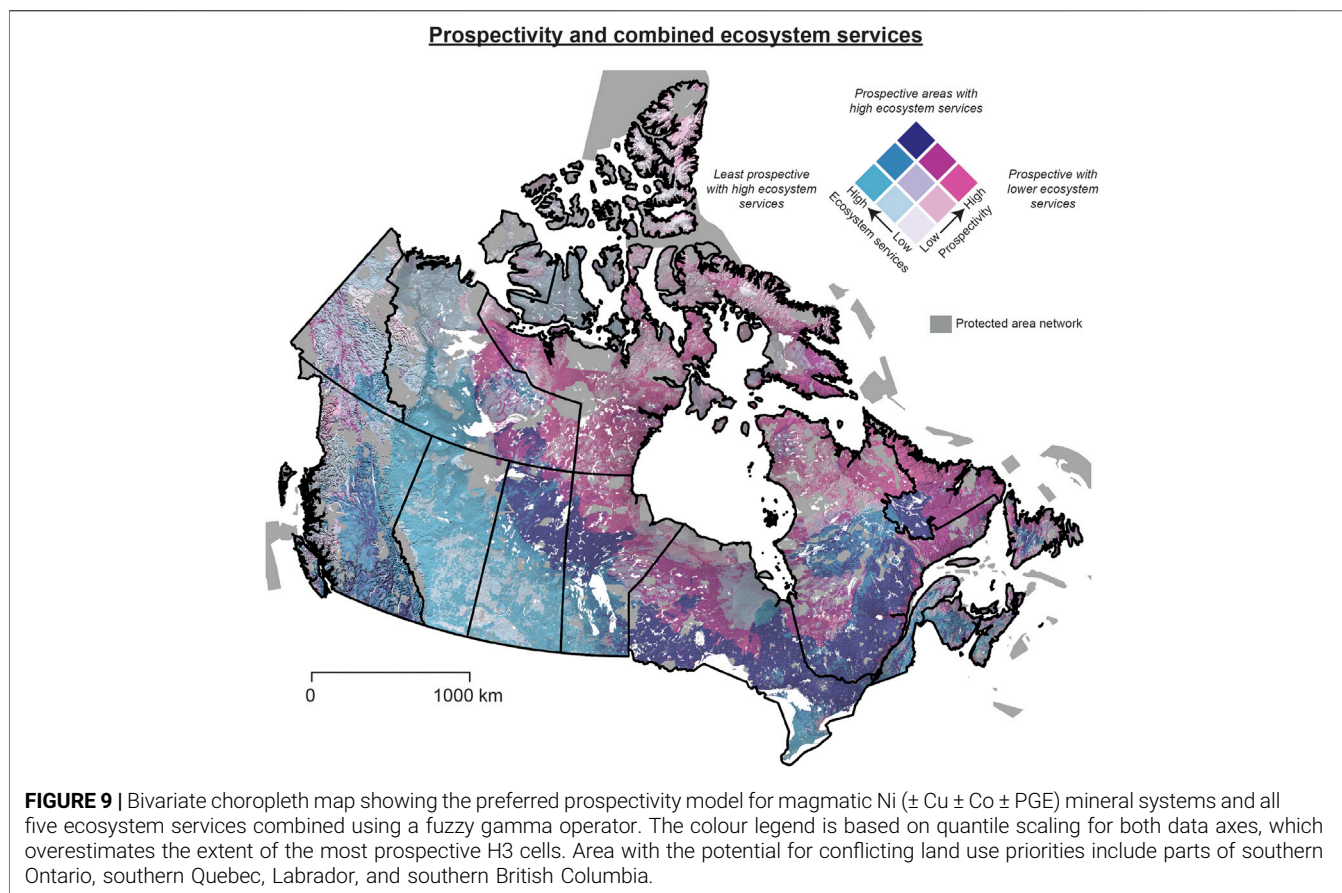 Prospectivity and combined ecosystem services
Prospective areas with
high ecosystem services
Least prospective
with high ecosystem
services
Prospective with
lower ecosystem
services
High
Ecosystem services
Low
Low
Prospectivity
High
Protected area network
0
1000 km
FIGURE 9 | Bivariate choropleth map showing the preferred prospectivity model for magmatic Ni (± Cu ± Co ± PGE) mineral systems and all
five ecosystem services combined using a fuzzy gamma operator. The colour legend is based on quantile scaling for both data axes, which
overestimates the extent of the most prospective H3 cells. Area with the potential for conflicting land use priorities include parts of southern
Ontario, southern Quebec, Labrador, and southern British Columbia.